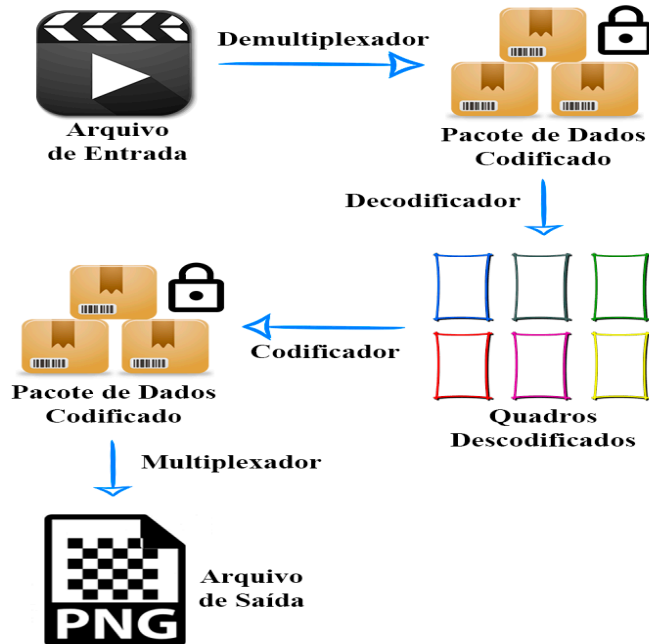 Demultiplexador
Arquivo
de Entrada
Pacote de Dados
Codificado
Decodificador
Quadros
Descodificados
Codificador
Pacote de Dados
Codificado
Multiplexador
PNG
Arquivo
de Saída